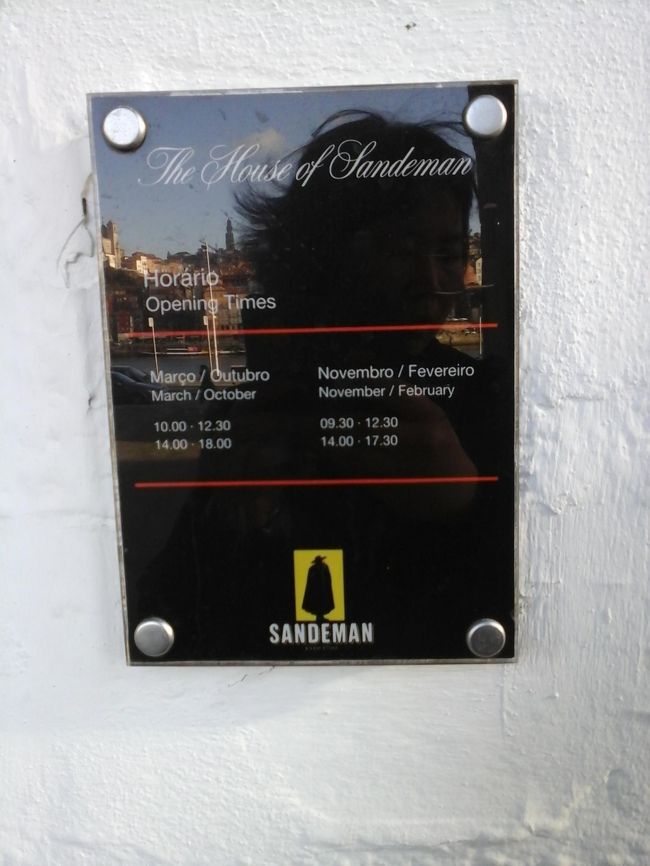 The House of Sandeman
Horário
Opening Times
Março / Outubro
March / October
10.00 · 12.30
14.00 · 18.00
Novembro / Fevereiro
November / February
09.30 · 12.30
14.00 · 17.30
SANDEMAN